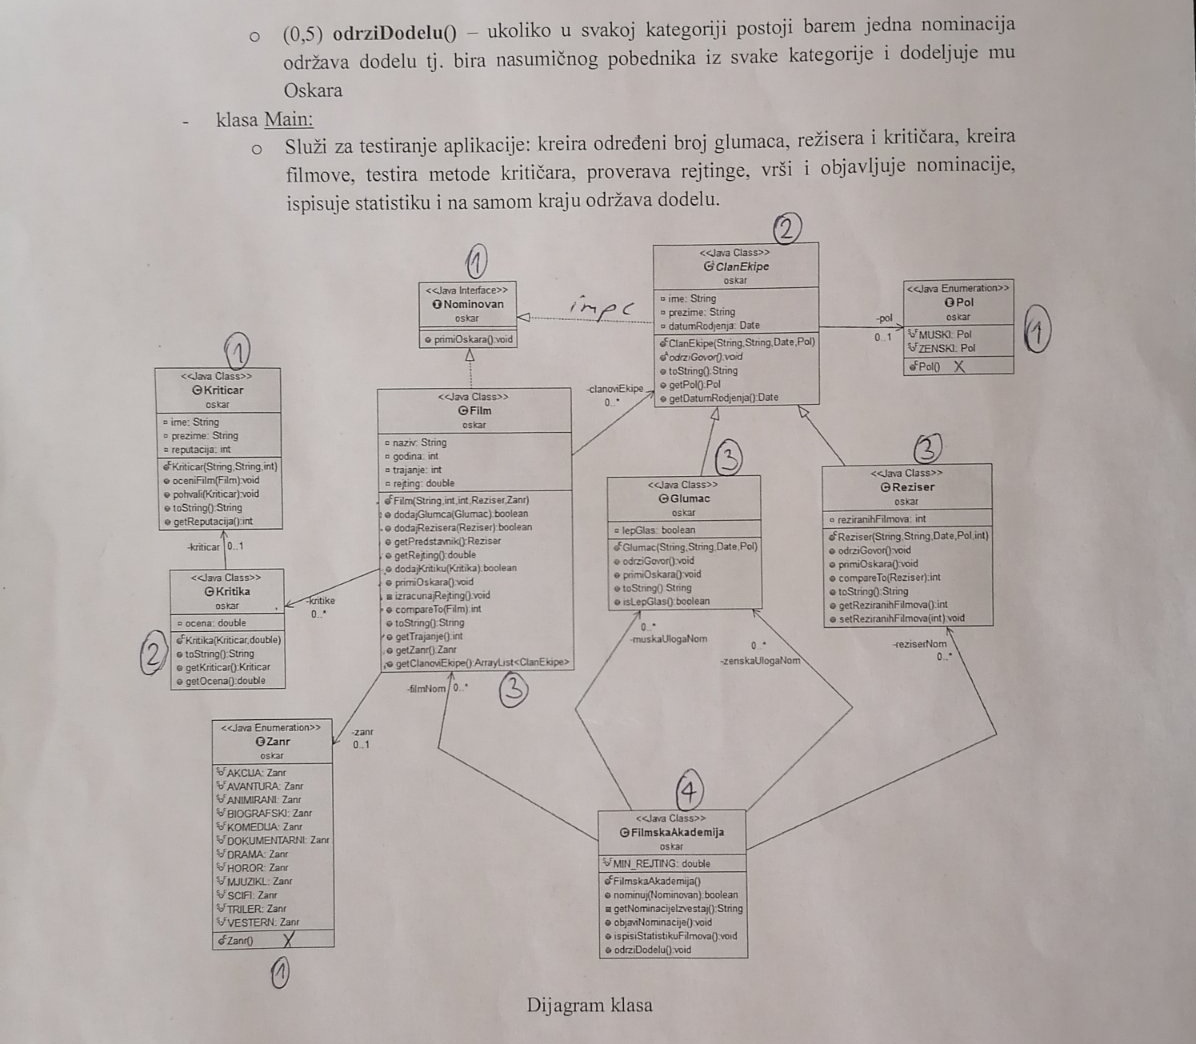 o (0,5) odrziDodelu() – ukoliko u svakoj kategoriji postoji barem jedna nominacija
održava dodelu tj. bira nasumičnog pobednika iz svake kategorije i dodeljuje mu
Oskara
- klasa Main:
o Služi za testiranje aplikacije: kreira određeni broj glumaca, režisera i kritičara, kreira
filmove, testira metode kritičara, proverava rejtinge, vrši i objavljuje nominacije,
ispisuje statistiku i na samom kraju održava dodelu.
1
<<Java Interface>>
Nominovan
oskar
primiOskara():void
impl
2
<<Java Class>>
ClanEkipe
oskar
ime: String
prezime: String
datumRodjenja: Date
ClanEkipe(String,String,Date,Pol)
odrziGovor():void
toString():String
getPol():Pol
getDatumRodjenja():Date
-pol
0..1
<<Java Enumeration>>
Pol
oskar
MUSKI: Pol
ZENSKI: Pol
Pol() X
1
1
<<Java Class>>
Kriticar
oskar
ime: String
prezime: String
reputacija: int
Kriticar(String,String,int)
oceniFilm(Film):void
pohvali(Kriticar):void
toString():String
getReputacija():int
-kriticar 0..1
<<Java Class>>
Film
oskar
naziv: String
godina: int
trajanje: int
rejting: double
Film(String,int,int,Reziser,Zanr)
dodajGlumca(Glumac):boolean
dodajRezisera(Reziser):boolean
getPredstavnik():Reziser
getRejting():double
dodajKritiku(Kritika):boolean
primiOskara():void
izracunajRejting():void
compareTo(Film):int
toString():String
getTrajanje():int
getZanr():Zanr
getClanoviEkipe():ArrayList<ClanEkipe>
3
-clanoviEkipe
0..*
3
<<Java Class>>
Glumac
oskar
lepGlas: boolean
Glumac(String,String,Date,Pol)
odrziGovor():void
primiOskara():void
toString():String
isLepGlas():boolean
3
<<Java Class>>
Reziser
oskar
reziranihFilmova: int
Reziser(String,String,Date,Pol,int)
odrziGovor():void
primiOskara():void
compareTo(Reziser):int
toString():String
getReziranihFilmova():int
setReziranihFilmova(int):void
<<Java Class>>
Kritika
oskar
ocena: double
Kritika(Kriticar,double)
toString():String
getKriticar():Kriticar
getOcena():double
2
-kritike
0..*
0..*
-muskaUlogaNom
0..*
-zenskaUlogaNom
-reziserNom
0..*
-filmNom 0..*
-zanr
0..1
<<Java Enumeration>>
Zanr
oskar
AKCIJA: Zanr
AVANTURA: Zanr
ANIMIRANI: Zanr
BIOGRAFSKI: Zanr
KOMEDIJA: Zanr
DOKUMENTARNI: Zanr
DRAMA: Zanr
HOROR: Zanr
MJUZIKL: Zanr
SCIFI: Zanr
TRILER: Zanr
VESTERN: Zanr
Zanr() X
1
4
<<Java Class>>
FilmskaAkademija
oskar
MIN_REJTING: double
FilmskaAkademija()
nominuj(Nominovan):boolean
getNominacijeIzvestaj():String
objaviNominacije():void
ispisiStatistikuFilmova():void
odrziDodelu():void
Dijagram klasa